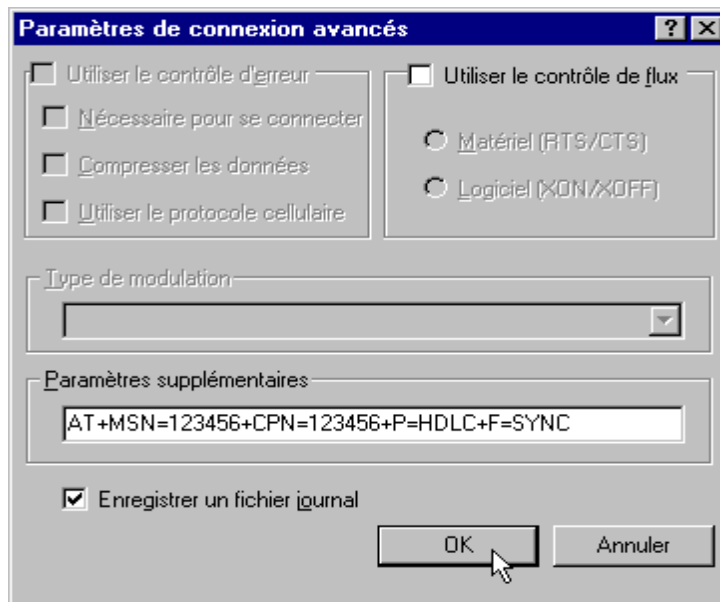 Paramètres de connexion avancés
Utiliser le contrôle d'erreur
Nécessaire pour se connecter
Compresser les données
Utiliser le protocole cellulaire
Utiliser le contrôle de flux
Matériel (RTS/CTS)
Logiciel (XON/XOFF)
Type de modulation
Paramètres supplémentaires
AT+MSN=123456+CPN=123456+P=HDLC+F=SYNC
Enregistrer un fichier journal
OK
Annuler